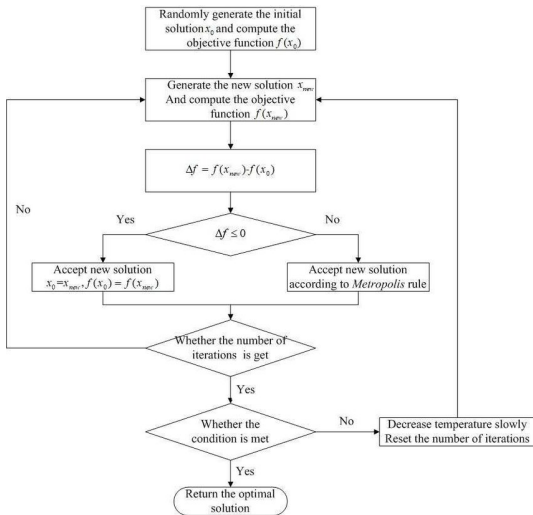 Randomly generate the initial
solution x₀ and compute the
objective function f(x₀)
Generate the new solution xₙₑw
And compute the objective
function f(xₙₑw)
Δf = f(xₙₑw)-f(x₀)
No
Yes
No
Δf ≤ 0
Accept new solution
x₀=xₙₑw, f(x₀) = f(xₙₑw)
Accept new solution
according to Metropolis rule
Whether the number of
iterations is get
Yes
Whether the
condition is met
No
Decrease temperature slowly
Reset the number of iterations
Yes
Return the optimal
solution